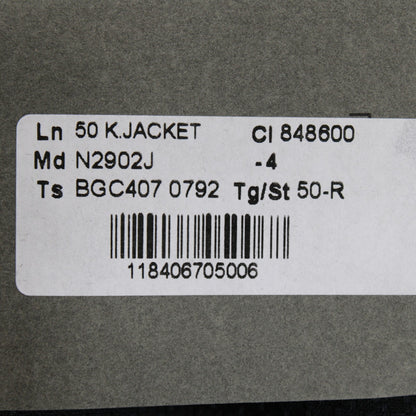 Ln 50 K.JACKET Cl 848600
Md N2902J -4
Ts BGC407 0792 Tg/St 50-R
118406705006